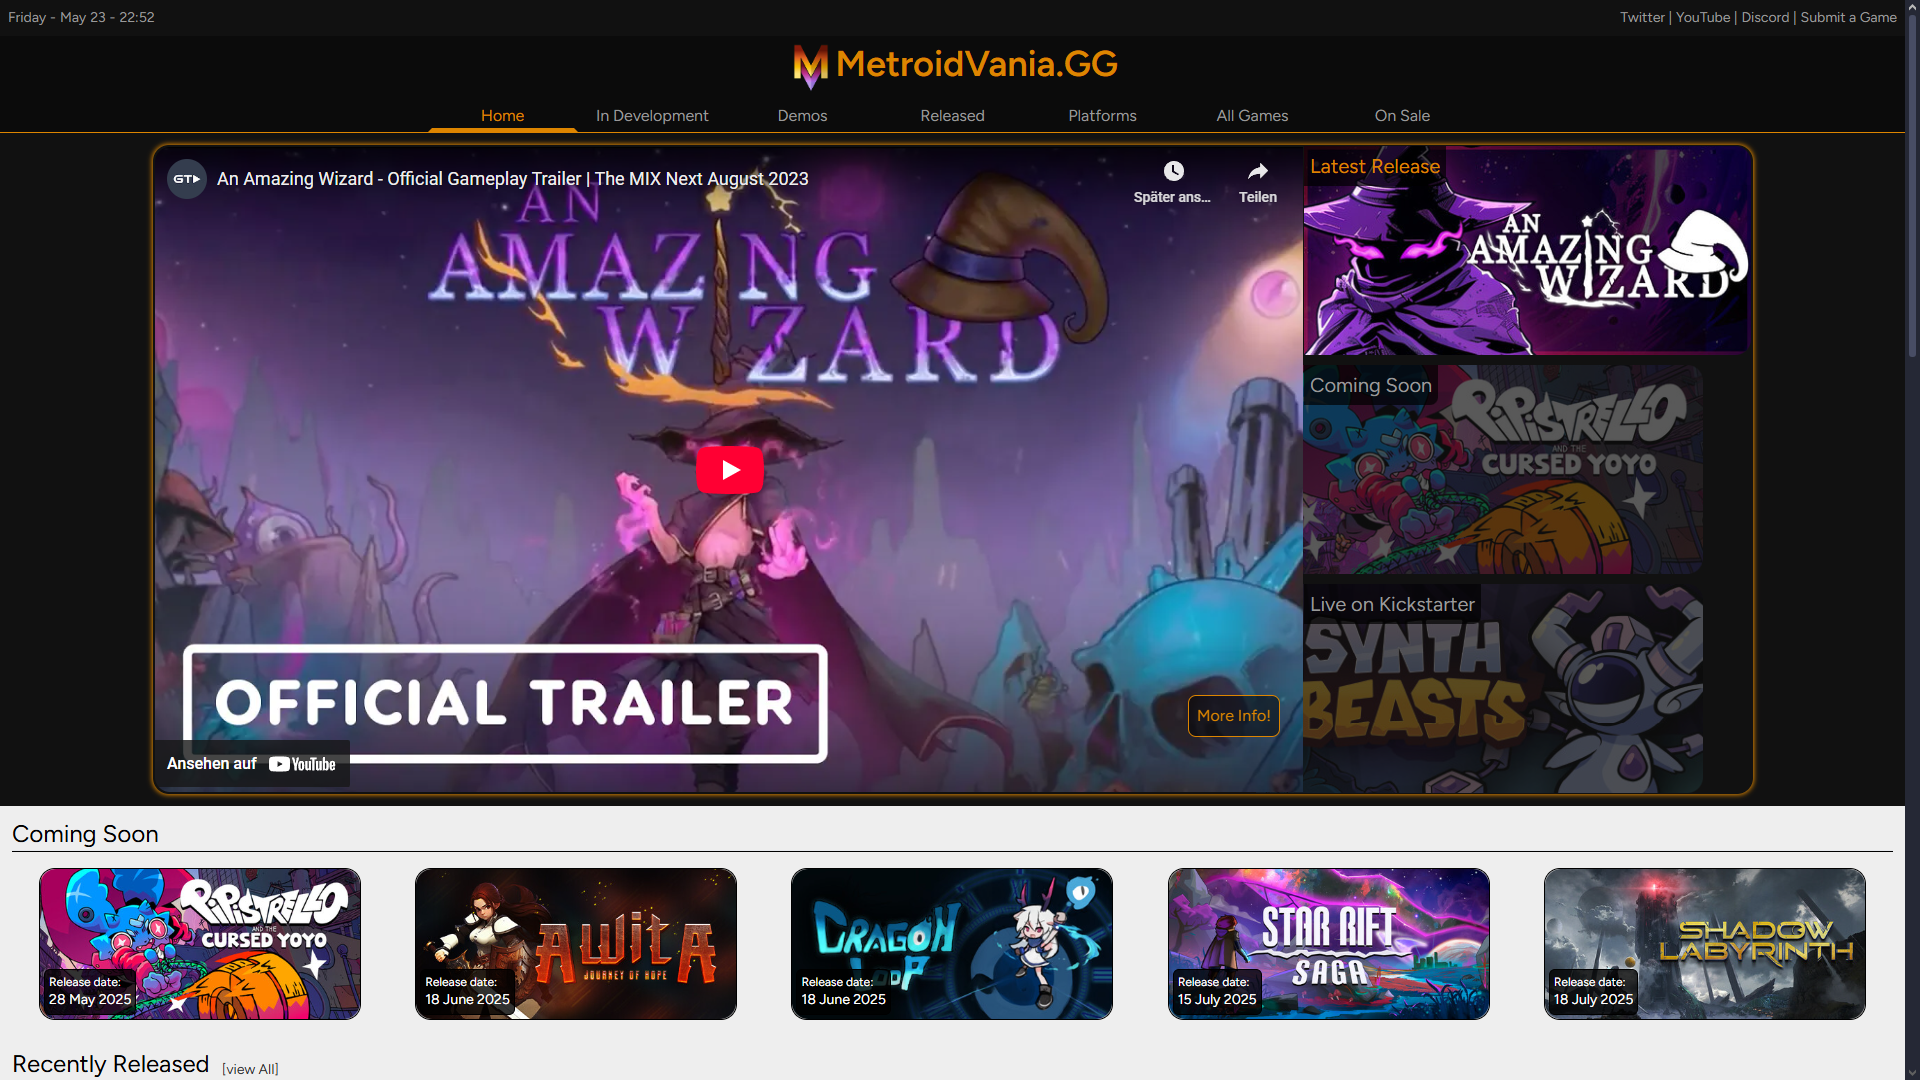 Friday - May 23 - 22:52
Twitter | YouTube | Discord | Submit a Game
MetroidVania.GG
Home
In Development
Demos
Released
Platforms
All Games
On Sale
GT
An Amazing Wizard - Official Gameplay Trailer | The MIX Next August 2023
Später ans...
Teilen
AN
AMAZING
WIZARD
OFFICIAL TRAILER
More Info!
Ansehen auf YouTube
Latest Release
AN
AMAZING
WIZARD
Coming Soon
PIPISTRELLO
AND THE
CURSED YOYO
Live on Kickstarter
SYNTH
BEASTS
Coming Soon
PIPISTRELLO
AND THE
CURSED YOYO
Release date:
28 May 2025
AWITA
JOURNEY OF HOPE
Release date:
18 June 2025
DRAGON
LOOP
Release date:
18 June 2025
STAR RIFT
SAGA
Release date:
15 July 2025
SHADOW
LABYRINTH
Release date:
18 July 2025
Recently Released [view All]